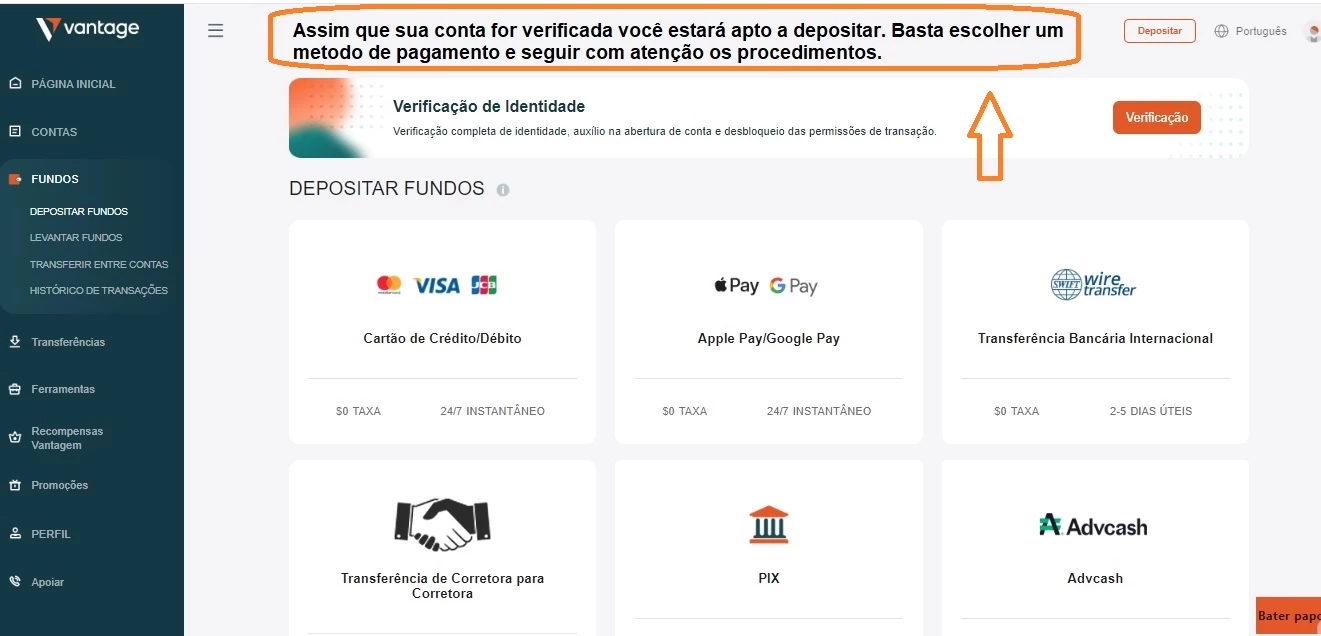 vantage
PÁGINA INICIAL
CONTAS
FUNDOS
DEPOSITAR FUNDOS
LEVANTAR FUNDOS
TRANSFERIR ENTRE CONTAS
HISTÓRICO DE TRANSAÇÕES
Transferências
Ferramentas
Recompensas
Vantagem
Promoções
PERFIL
Apoiar
Assim que sua conta for verificada você estará apto a depositar. Basta escolher um
metodo de pagamento e seguir com atenção os procedimentos.
Depositar
Português
Verificação de Identidade
Verificação completa de identidade, auxílio na abertura de conta e desbloqueio das permissões de transação.
Verificação
DEPOSITAR FUNDOS
mastercard VISA JCB
Cartão de Crédito/Débito
$0 TAXA 24/7 INSTANTÂNEO
Pay G Pay
Apple Pay/Google Pay
$0 TAXA 24/7 INSTANTÂNEO
SWIFT wire
transfer
Transferência Bancária Internacional
$0 TAXA 2-5 DIAS ÚTEIS
Transferência de Corretora para
Corretora
PIX
Advcash
Advcash
Bater papo